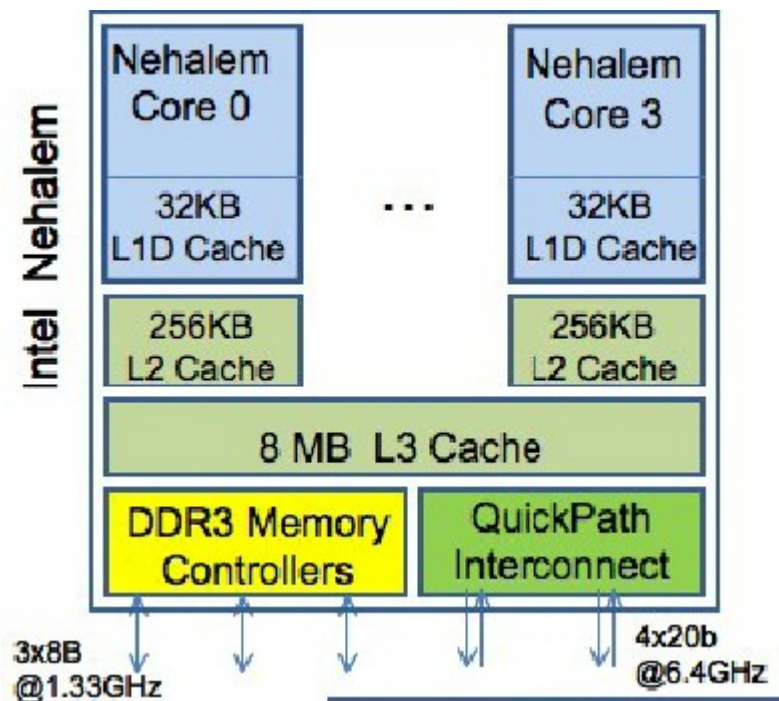 Intel Nehalem
Nehalem
Core 0
32KB
L1D Cache
256KB
L2 Cache
...
Nehalem
Core 3
32KB
L1D Cache
256KB
L2 Cache
8 MB L3 Cache
DDR3 Memory
Controllers
QuickPath
Interconnect
3x8B
@1.33GHz
4x20b
@6.4GHz